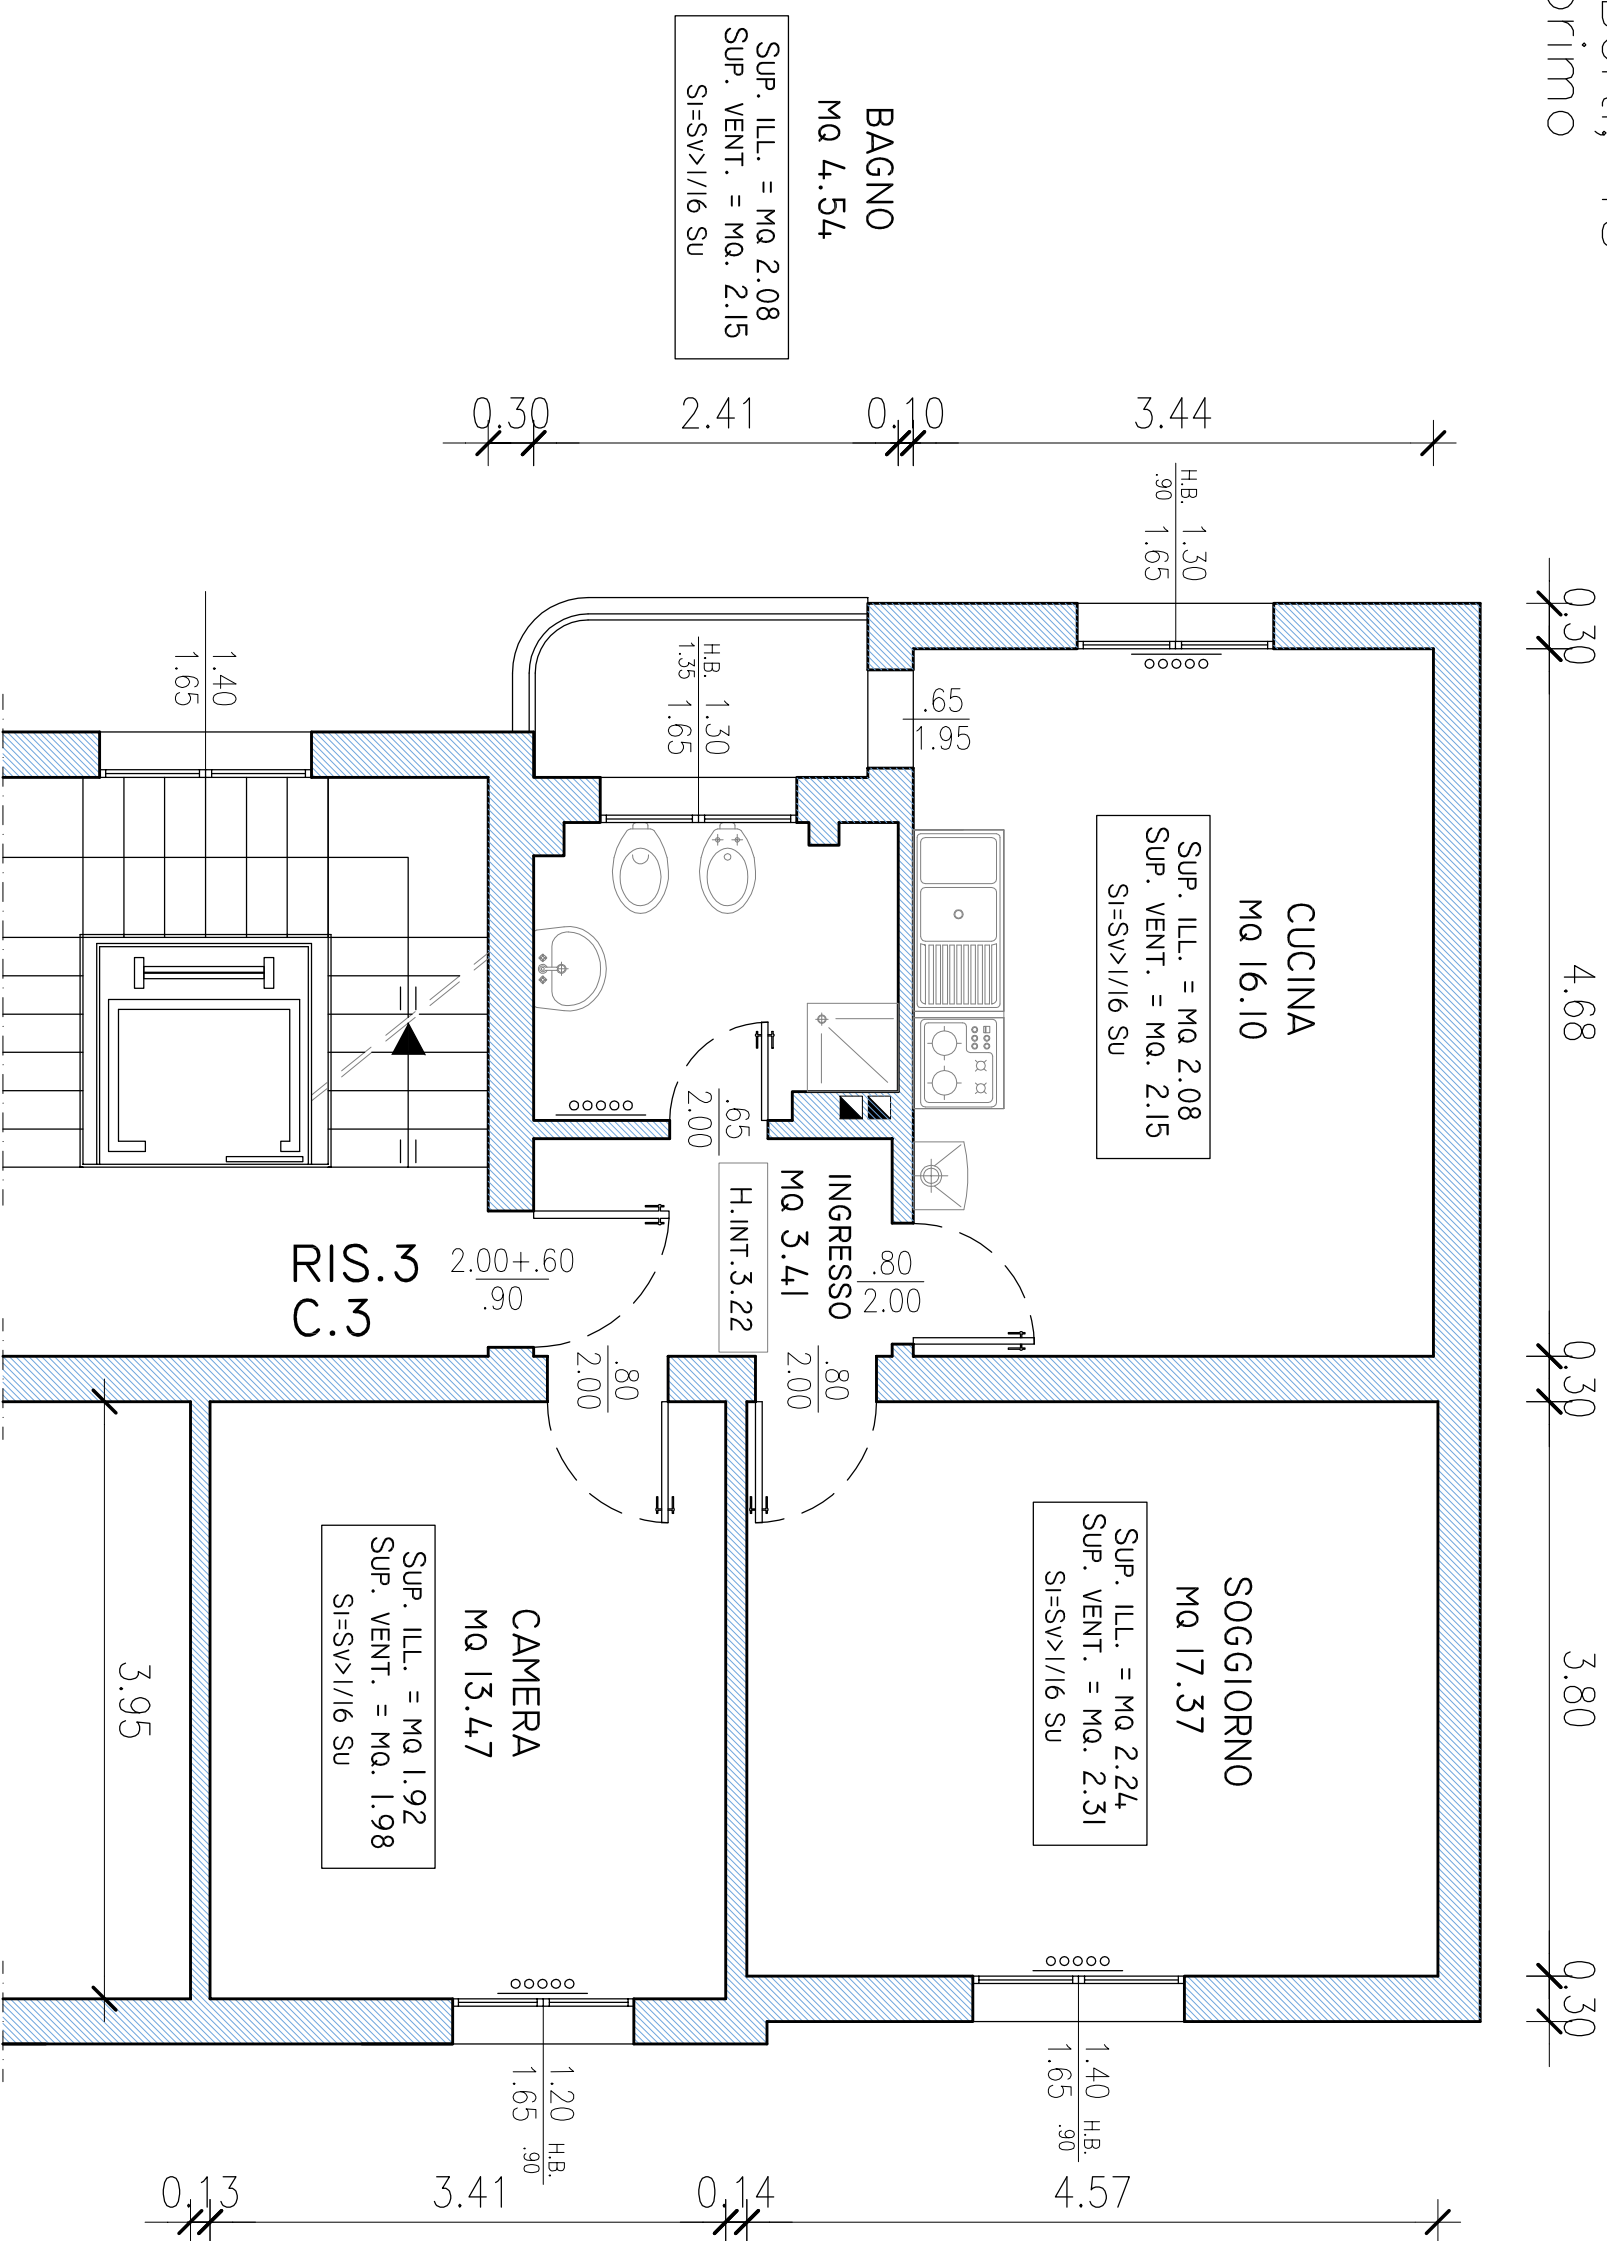 primo
BAGNO
MQ 4.54
SUP. ILL. = MQ 2.08
SUP. VENT. = MQ. 2.15
SI=SV>1/16 SU
0.30
2.41
0.10
3.44
H.B.
.90
1.30
1.65
0.30
4.68
0.30
3.80
0.30
1.40
1.65
H.B.
1.35
1.30
1.65
.65
1.95
CUCINA
MQ 16.10
SUP. ILL. = MQ 2.08
SUP. VENT. = MQ. 2.15
SI=SV>1/16 SU
.65
2.00
INGRESSO
MQ 3.41
H.INT.3.22
.80
2.00
RIS.3
C.3
2.00+.60
.90
.80
2.00
.80
2.00
SOGGIORNO
MQ 17.37
SUP. ILL. = MQ 2.24
SUP. VENT. = MQ. 2.31
SI=SV>1/16 SU
CAMERA
MQ 13.47
SUP. ILL. = MQ 1.92
SUP. VENT. = MQ. 1.98
SI=SV>1/16 SU
3.95
1.40
1.65
H.B.
.90
1.20
1.65
H.B.
.90
0.13
3.41
0.14
4.57